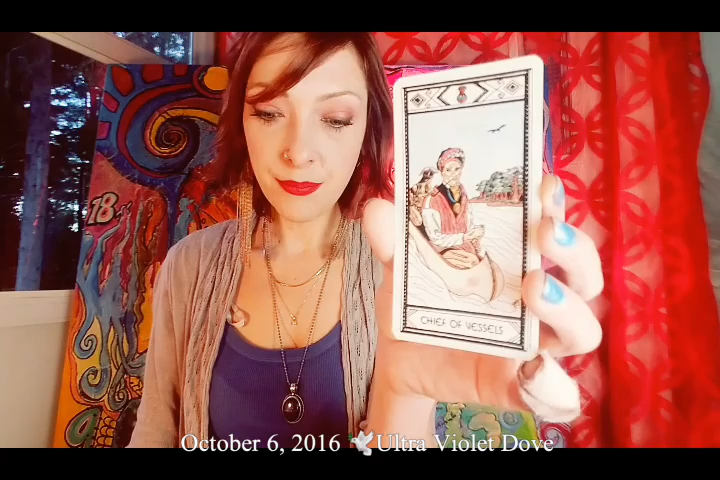 18
CHIEF OF VESSELS
October 6, 2016 🕊Ultra Violet Dove